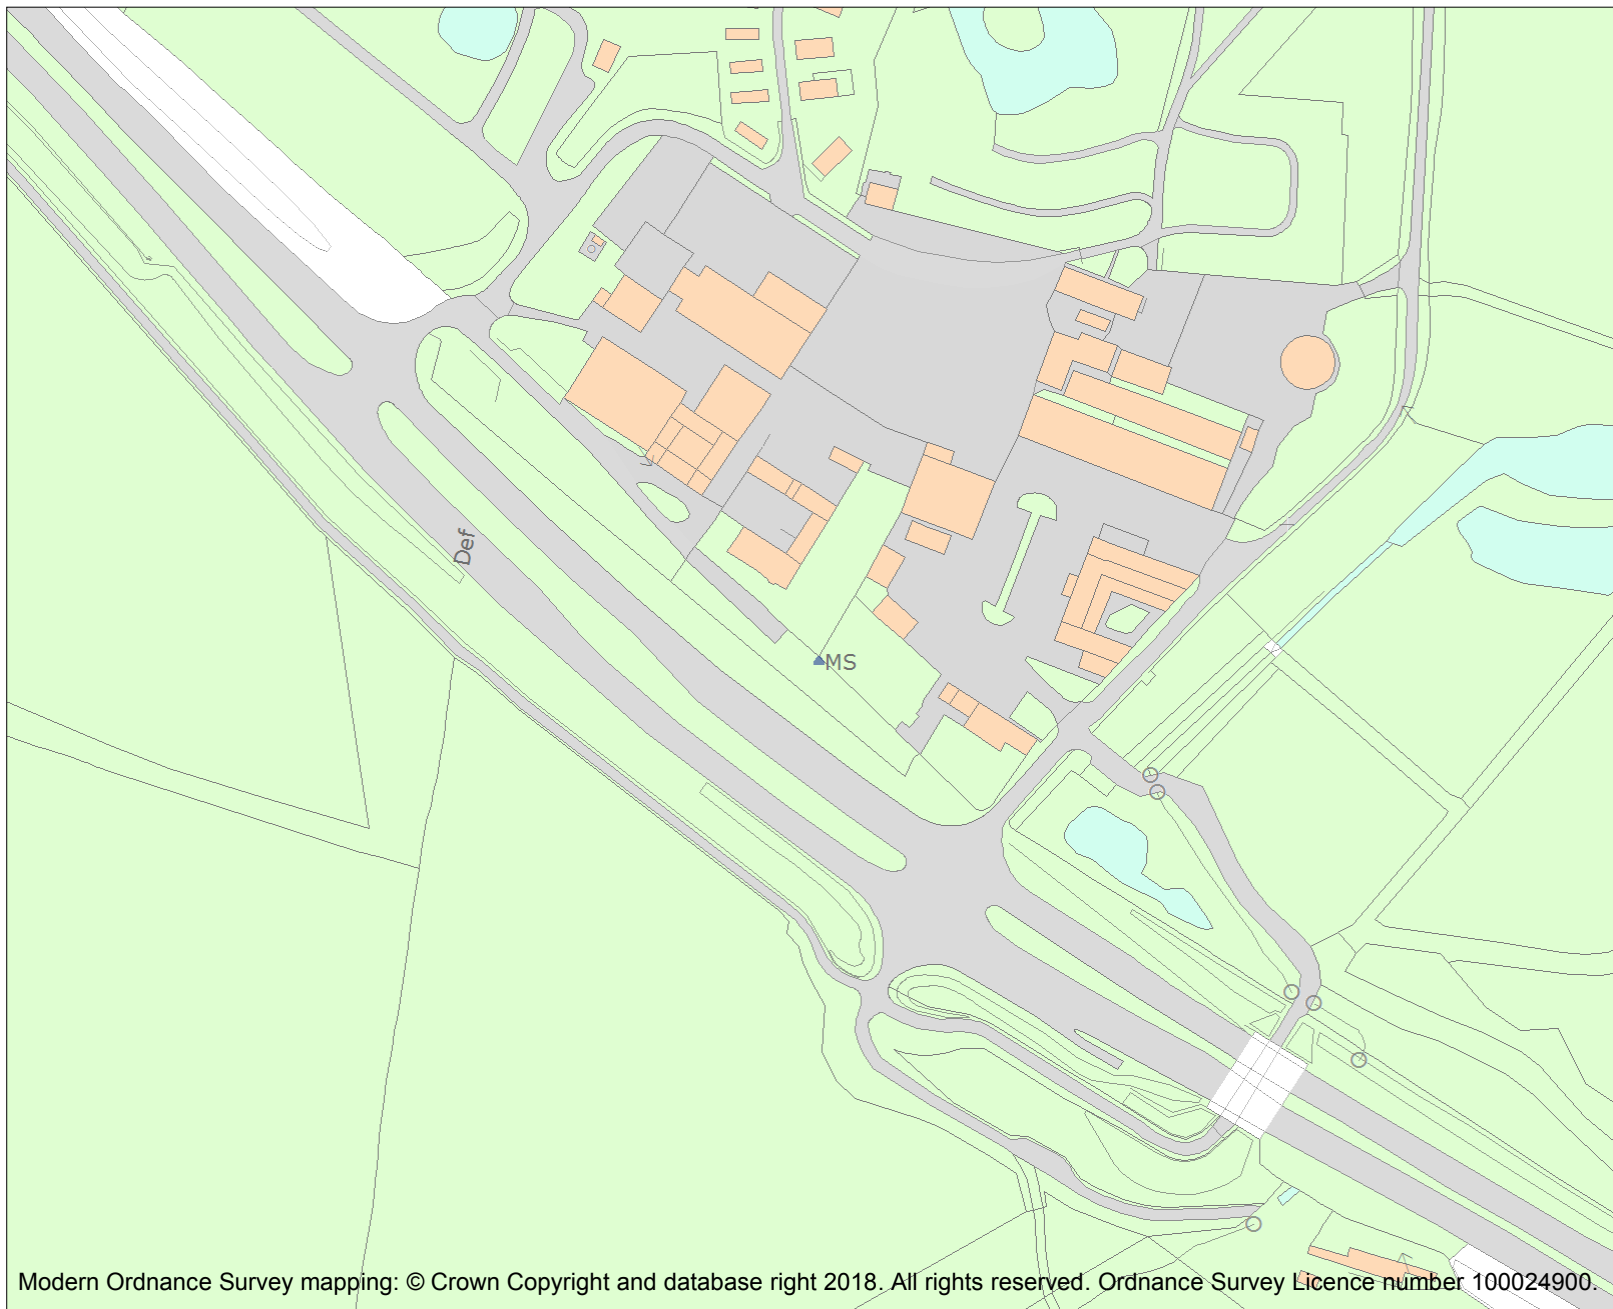 Def
MS
Modern Ordnance Survey mapping: © Crown Copyright and database right 2018. All rights reserved. Ordnance Survey Licence number 100024900.